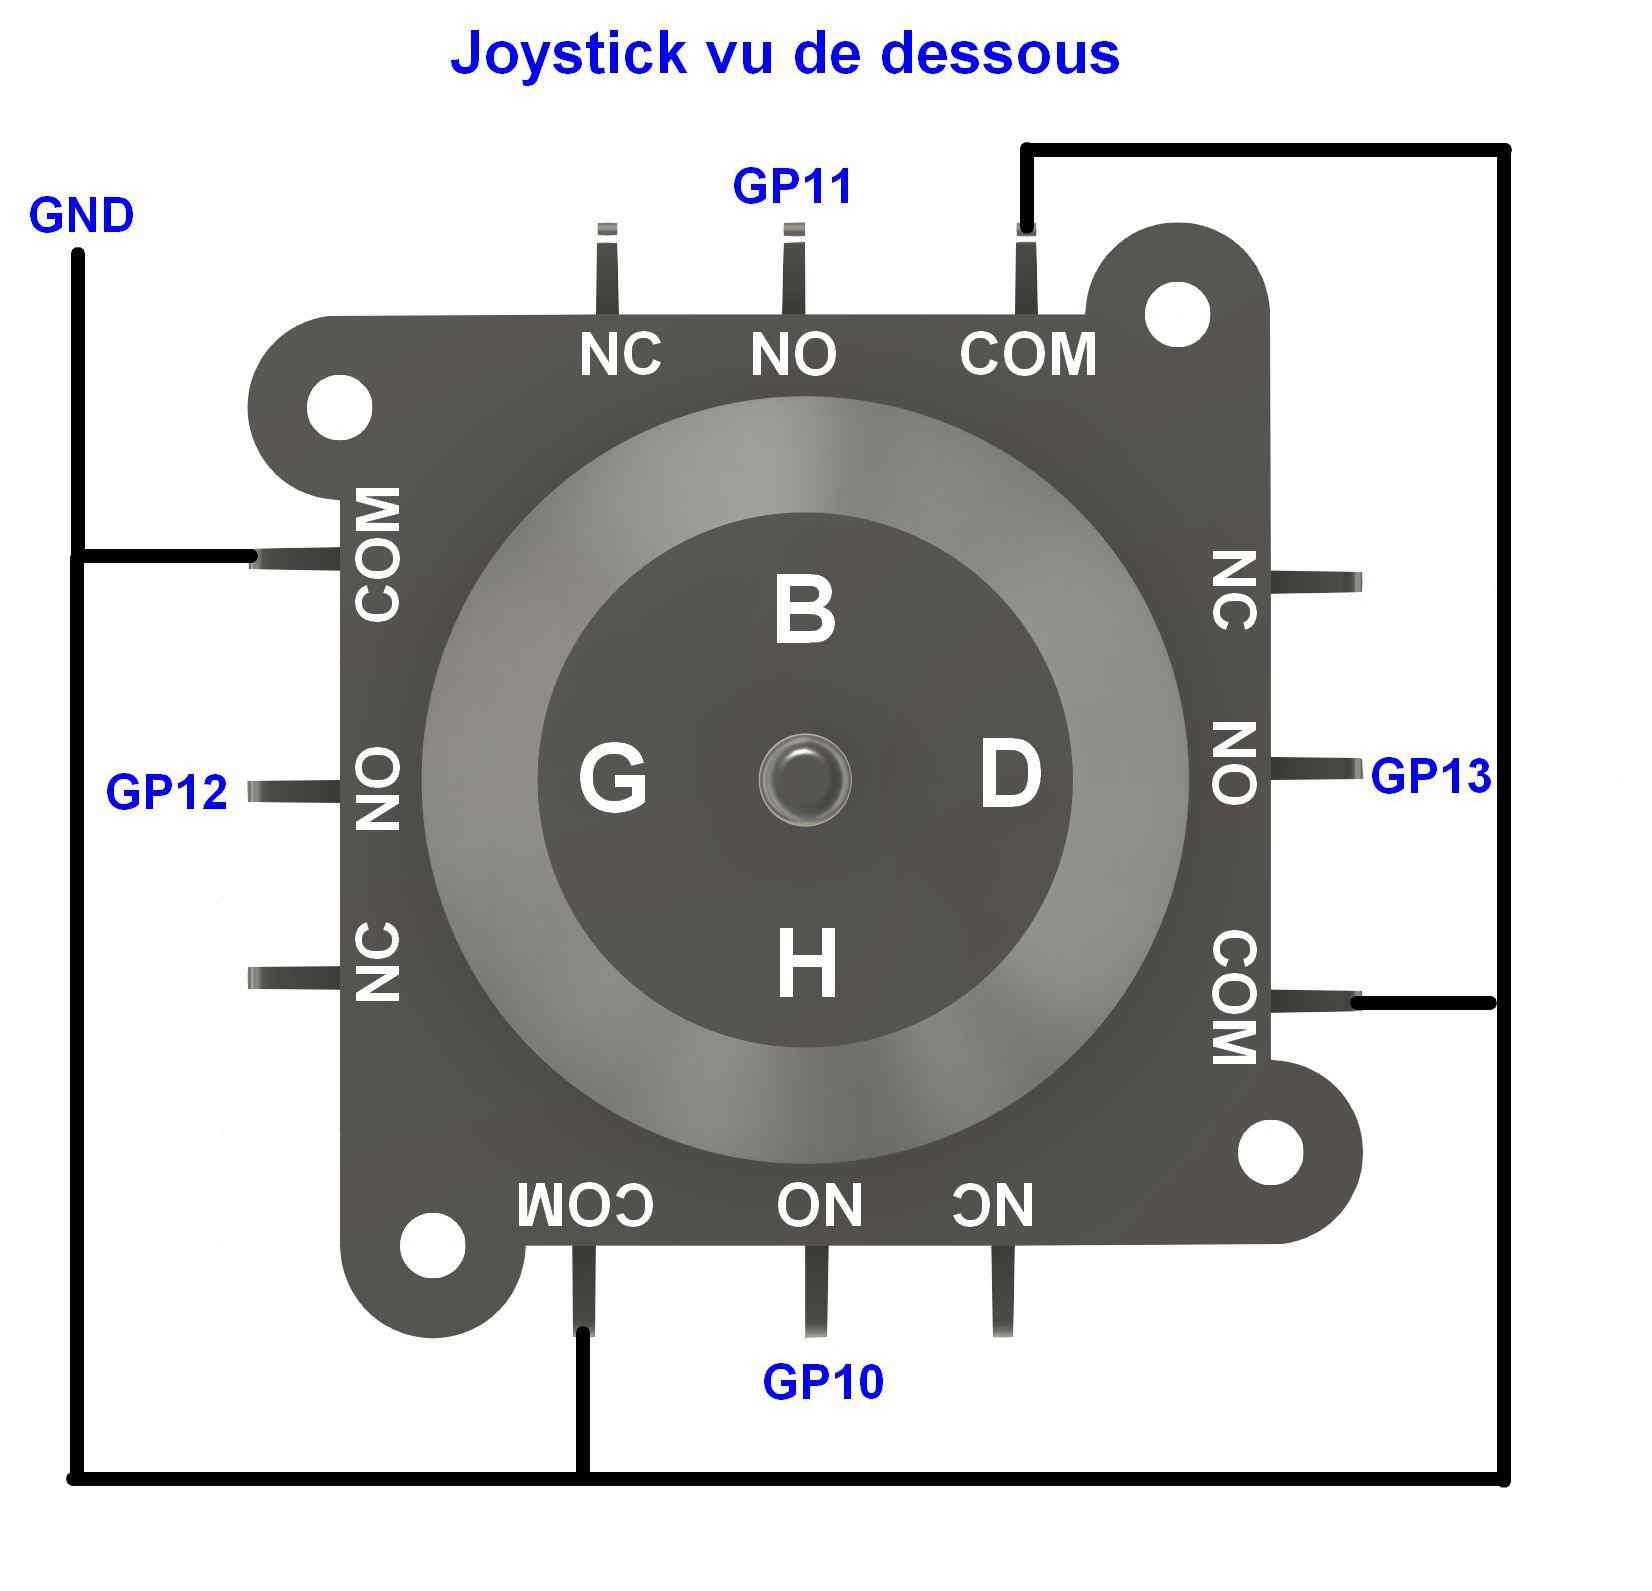 Joystick vu de dessous
GND
GP11
NC NO COM
COM
NO
NC
GP12
B
G
D
H
NC
NO
COM
GP13
COM NO NC
GP10